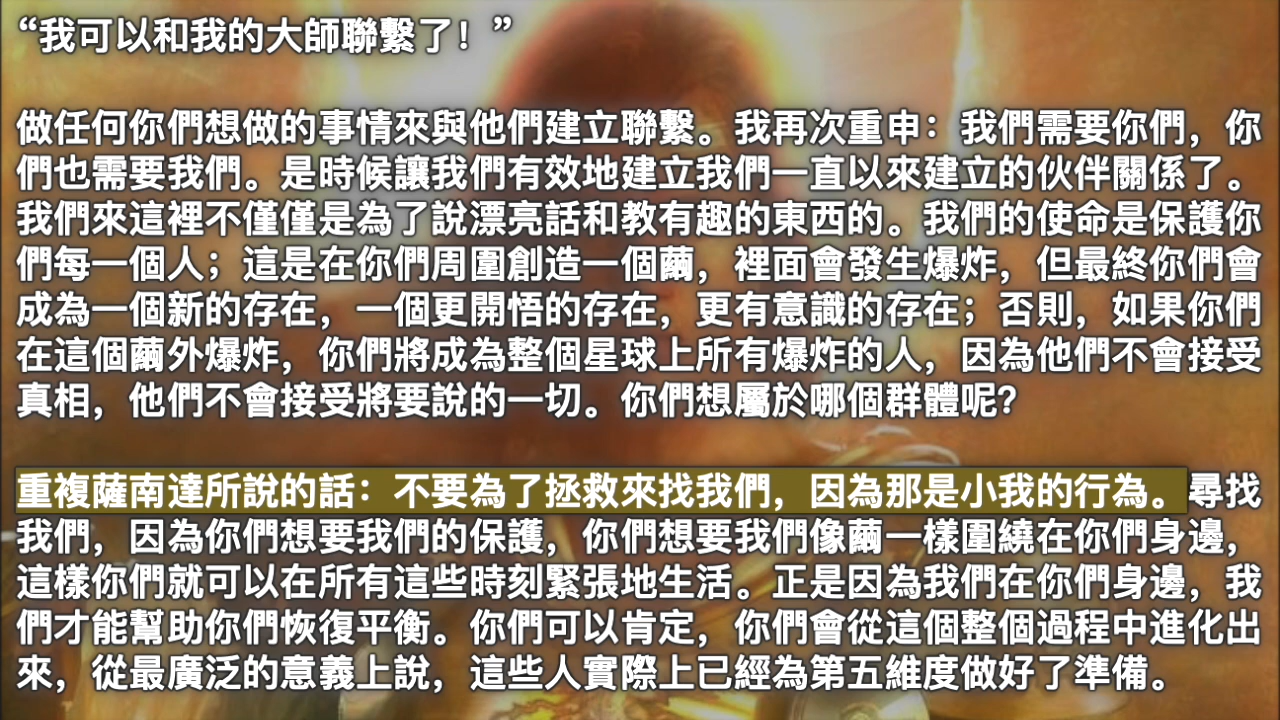 “我可以和我的大師聯繫了！”
做任何你們想做的事情來與他們建立聯繫。我再次重申：我們需要你們，你
們也需要我們。是時候讓我們有效地建立我們一直以來建立的伙伴關係了。
我們來這裡不僅僅是為了說漂亮話和教有趣的東西的。我們的使命是保護你
們每一個人；這是在你們周圍創造一個繭，裡面會發生爆炸，但最終你們會
成為一個新的存在，一個更開悟的存在，更有意識的存在；否則，如果你們
在這個繭外爆炸，你們將成為整個星球上所有爆炸的人，因為他們不會接受
真相，他們不會接受將要說的一切。你們想屬於哪個群體呢？
重複薩南達所說的話：不要為了拯救來找我們，因為那是小我的行為。尋找
我們，因為你們想要我們的保護，你們想要我們像繭一樣圍繞在你們身邊，
這樣你們就可以在所有這些時刻緊張地生活。正是因為我們在你們身邊，我
們才能幫助你們恢復平衡。你們可以肯定，你們會從這個整個過程中進化出
來，從最廣泛的意義上說，這些人實際上已經為第五維度做好了準備。